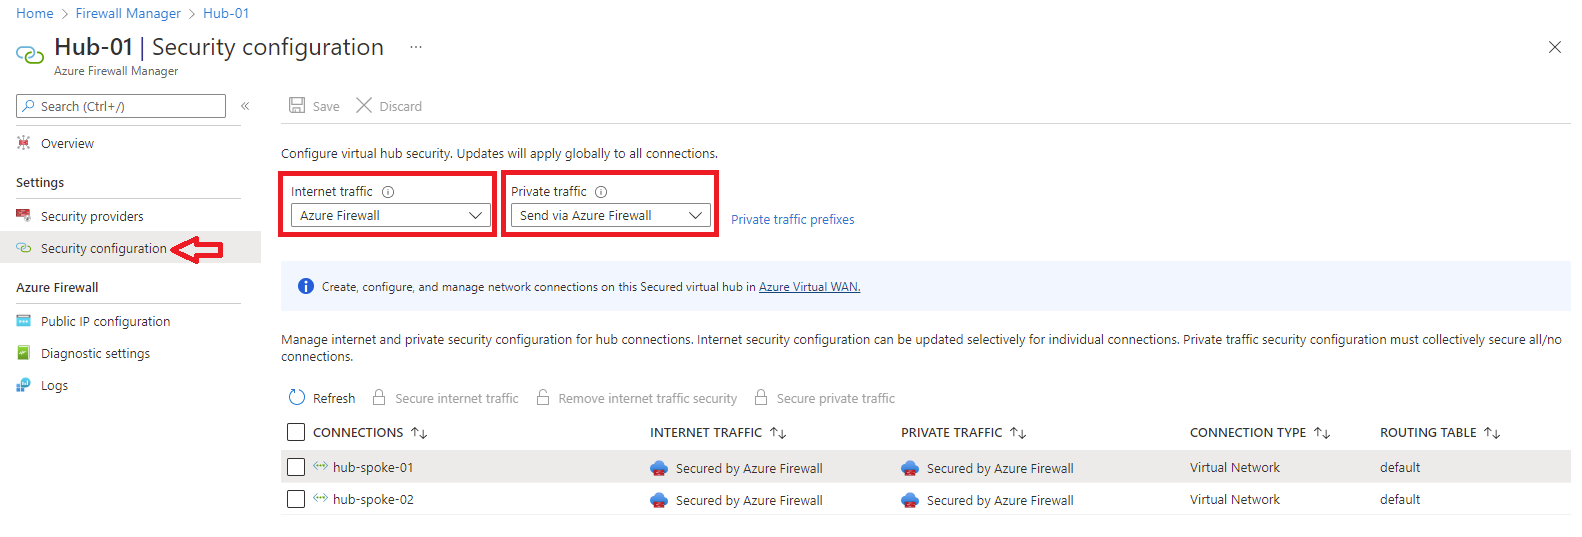 Home > Firewall Manager > Hub-01
Hub-01 | Security configuration ...
Azure Firewall Manager
Search (Ctrl+/) «
Overview
Settings
Security providers
Security configuration
Azure Firewall
Public IP configuration
Diagnostic settings
Logs
Save Discard
Configure virtual hub security. Updates will apply globally to all connections.
Internet traffic Private traffic
Azure Firewall Send via Azure Firewall Private traffic prefixes
Create, configure, and manage network connections on this Secured virtual hub in Azure Virtual WAN.
Manage internet and private security configuration for hub connections. Internet security configuration can be updated selectively for individual connections. Private traffic security configuration must collectively secure all/no
connections.
Refresh Secure internet traffic Remove internet traffic security Secure private traffic
CONNECTIONS ↑↓ INTERNET TRAFFIC ↑↓ PRIVATE TRAFFIC ↑↓ CONNECTION TYPE ↑↓ ROUTING TABLE ↑↓
hub-spoke-01 Secured by Azure Firewall Secured by Azure Firewall Virtual Network default
hub-spoke-02 Secured by Azure Firewall Secured by Azure Firewall Virtual Network default